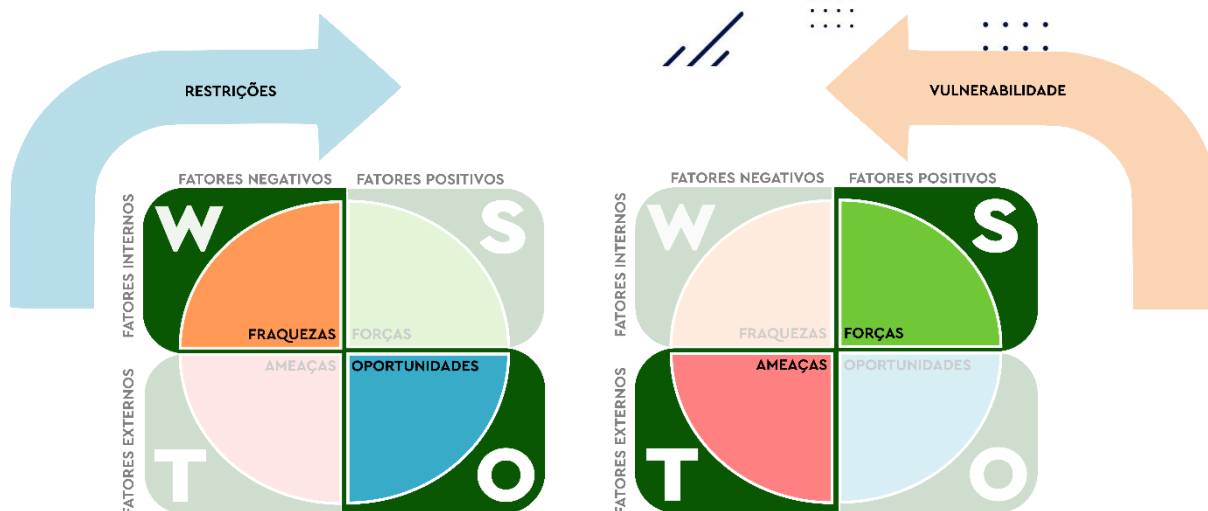 RESTRIÇÕES
VULNERABILIDADE
FATORES NEGATIVOS FATORES POSITIVOS
FATORES INTERNOS
W S
FRAQUEZAS FORÇAS
AMEAÇAS OPORTUNIDADES
FATORES EXTERNOS
T O
FATORES NEGATIVOS FATORES POSITIVOS
FATORES INTERNOS
W S
FRAQUEZAS FORÇAS
AMEAÇAS OPORTUNIDADES
FATORES EXTERNOS
T O